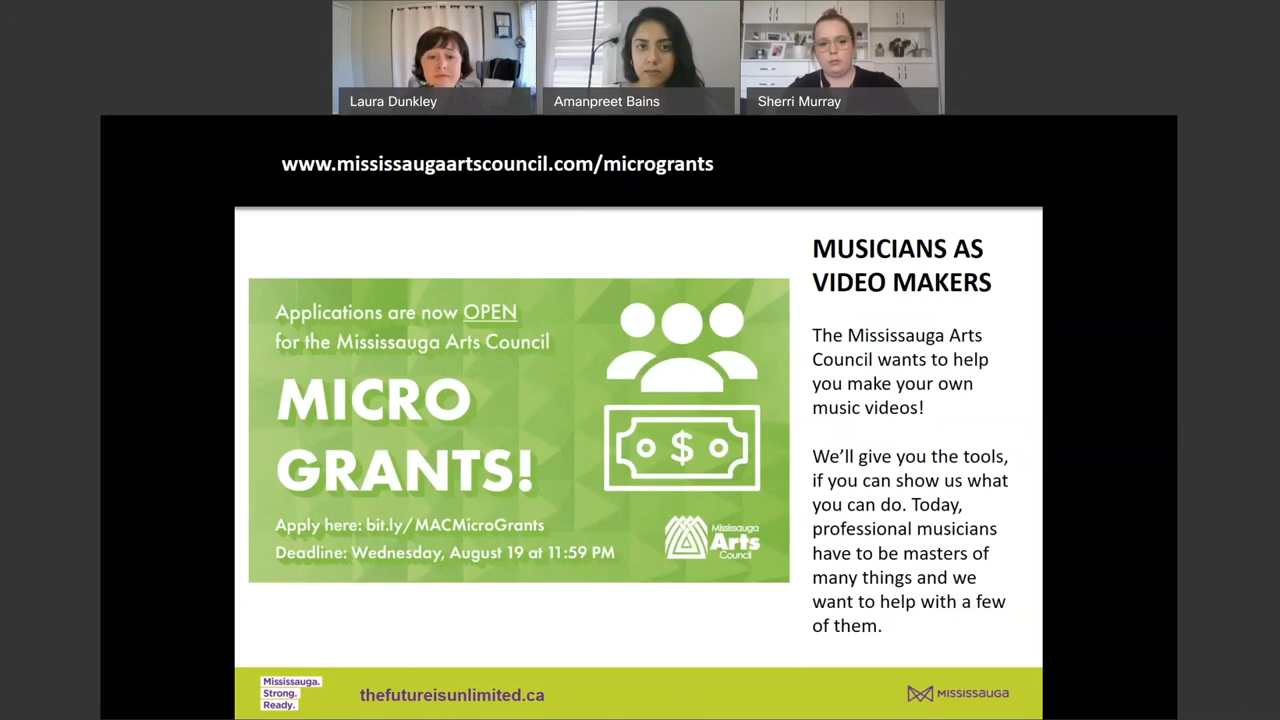 Laura Dunkley
Amanpreet Bains
Sherri Murray
www.mississaugaartscouncil.com/microgrants
Applications are now OPEN
for the Mississauga Arts Council
MICRO
GRANTS!
Apply here: bit.ly/MACMicroGrants
Deadline: Wednesday, August 19 at 11:59 PM
$
Mississauga
Arts
Council
MUSICIANS AS
VIDEO MAKERS
The Mississauga Arts
Council wants to help
you make your own
music videos!
We’ll give you the tools,
if you can show us what
you can do. Today,
professional musicians
have to be masters of
many things and we
want to help with a few
of them.
Mississauga.
Strong.
Ready.
thefutureisunlimited.ca
MISSISSAUGA